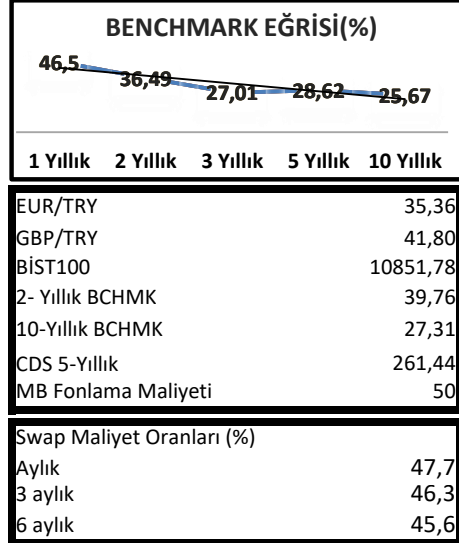 BENCHMARK EĞRİSİ(%)
46,5 36,49 27,01 28,62 25,67
1 Yıllık 2 Yıllık 3 Yıllık 5 Yıllık 10 Yıllık
EUR/TRY 35,36
GBP/TRY 41,80
BİST100 10851,78
2- Yıllık BCHMK 39,76
10-Yıllık BCHMK 27,31
CDS 5-Yıllık 261,44
MB Fonlama Maliyeti 50
Swap Maliyet Oranları (%)
Aylık 47,7
3 aylık 46,3
6 aylık 45,6